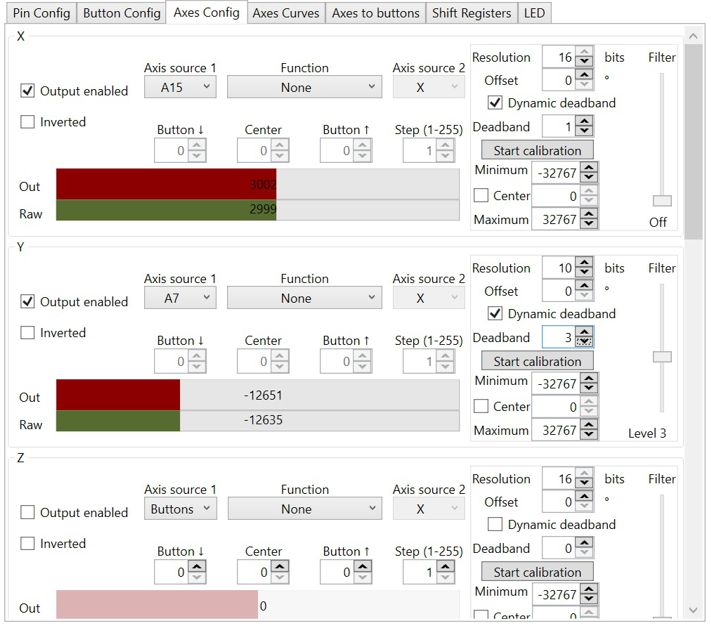 Pin Config Button Config Axes Config Axes Curves Axes to buttons Shift Registers LED
X
Axis source 1 Function Axis source 2
Output enabled A15 None X
Inverted
Button ↓ Center Button ↑ Step (1-255)
0 0 0 1
Out 3002
Raw 2999
Resolution 16 bits Filter
Offset 0 °
Dynamic deadband
Deadband 1
Start calibration
Minimum -32767
Center 0
Maximum 32767 Off
Y
Axis source 1 Function Axis source 2
Output enabled A7 None X
Inverted
Button ↓ Center Button ↑ Step (1-255)
0 0 0 1
Out -12651
Raw -12635
Resolution 10 bits Filter
Offset 0 °
Dynamic deadband
Deadband 3
Start calibration
Minimum -32767
Center 0
Maximum 32767 Level 3
Z
Axis source 1 Function Axis source 2
Output enabled Buttons None X
Inverted
Button ↓ Center Button ↑ Step (1-255)
0 0 0 1
Out 0
Resolution 16 bits Filter
Offset 0 °
Dynamic deadband
Deadband 0
Start calibration
Minimum -32767
Center